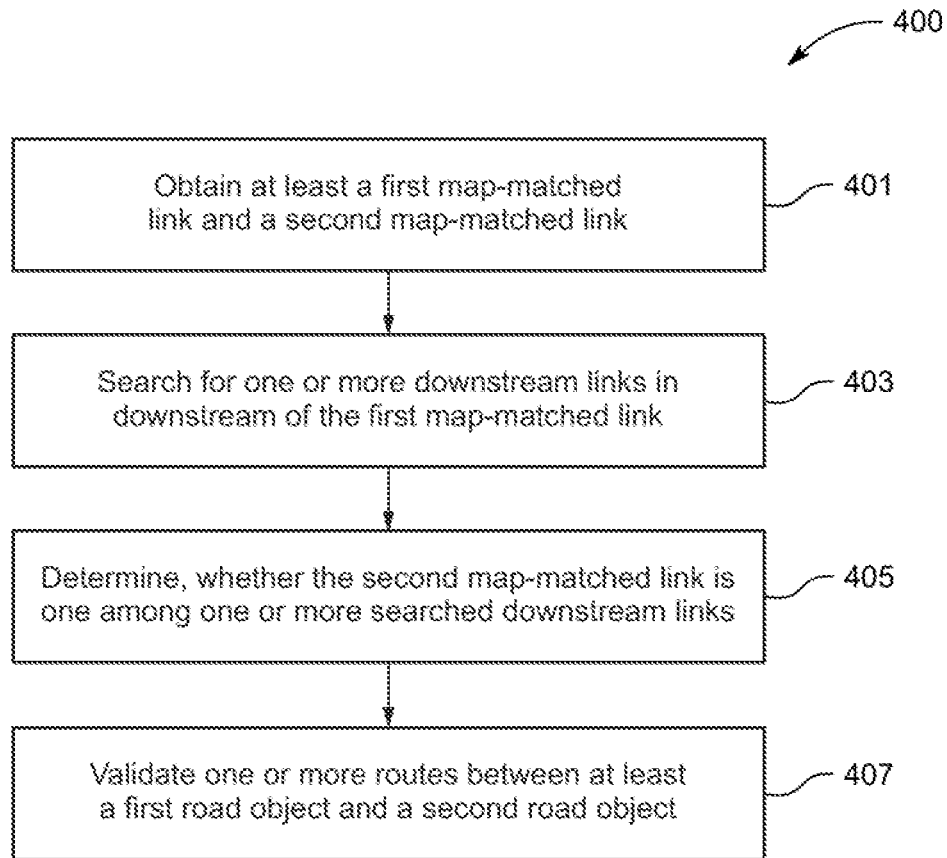 400
Obtain at least a first map-matched
link and a second map-matched link
401
Search for one or more downstream links in
downstream of the first map-matched link
403
Determine, whether the second map-matched link is
one among one or more searched downstream links
405
Validate one or more routes between at least
a first road object and a second road object
407